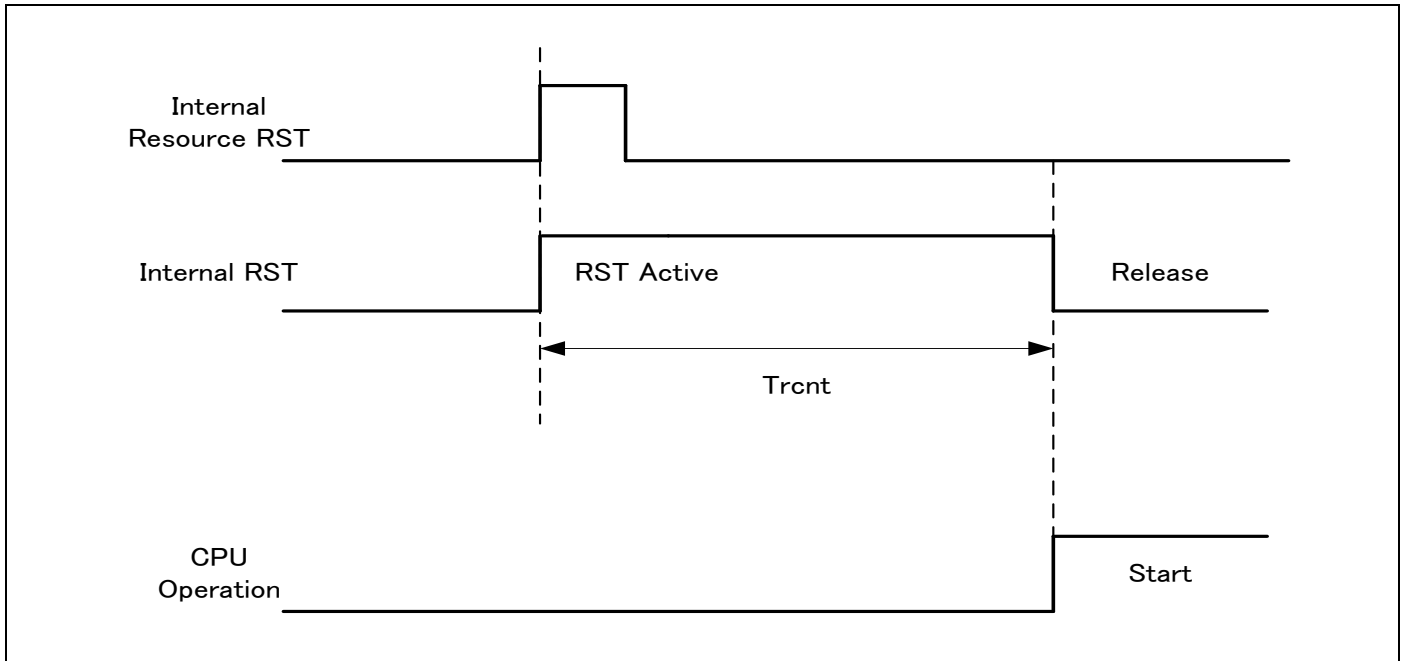 Internal
Resource RST
Internal RST
RST Active
Release
Trcnt
CPU
Operation
Start